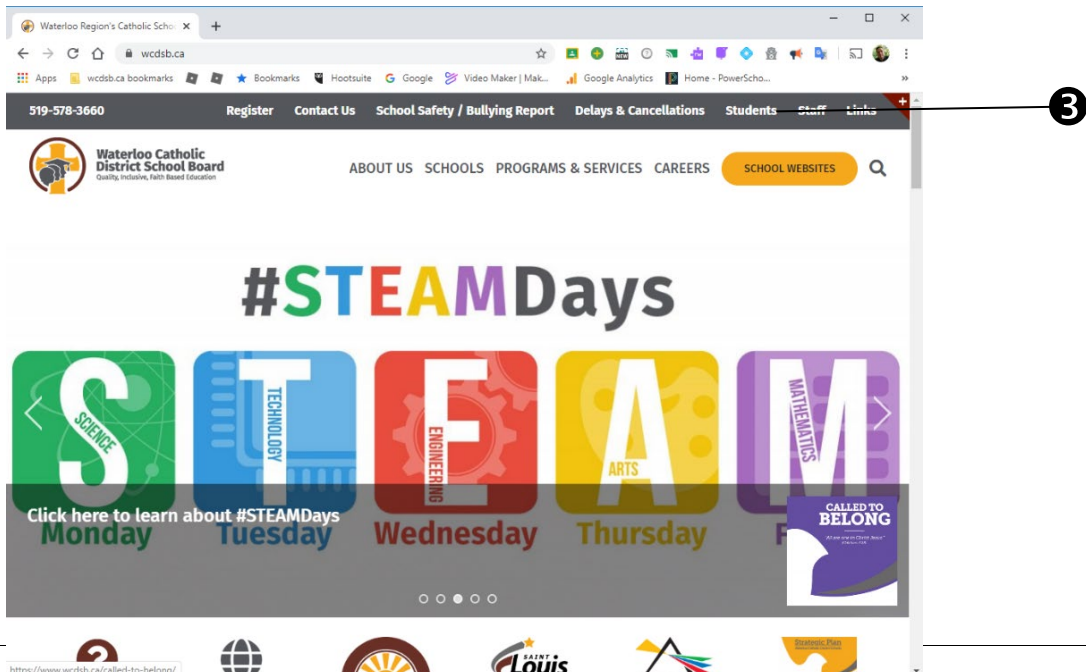 Waterloo Region's Catholic Scho
wcdsb.ca
Apps wcdsb.ca bookmarks Bookmarks Hootsuite Google Video Maker | Mak... Google Analytics Home - PowerScho... »
519-578-3660 Register Contact Us School Safety / Bullying Report Delays & Cancellations Students Staff Links +
3
Waterloo Catholic
District School Board
Quality, Inclusive, Faith Based Education
ABOUT US SCHOOLS PROGRAMS & SERVICES CAREERS SCHOOL WEBSITES
#STEAMDays
S T E A M
SCIENCE TECHNOLOGY ENGINEERING ARTS MATHEMATICS
Click here to learn about #STEAMDays
Monday Tuesday Wednesday Thursday F
CALLED TO
BELONG
?
SAINT
Louis
Strategic Plan
https://www.wcdsb.ca/called-to-belong/